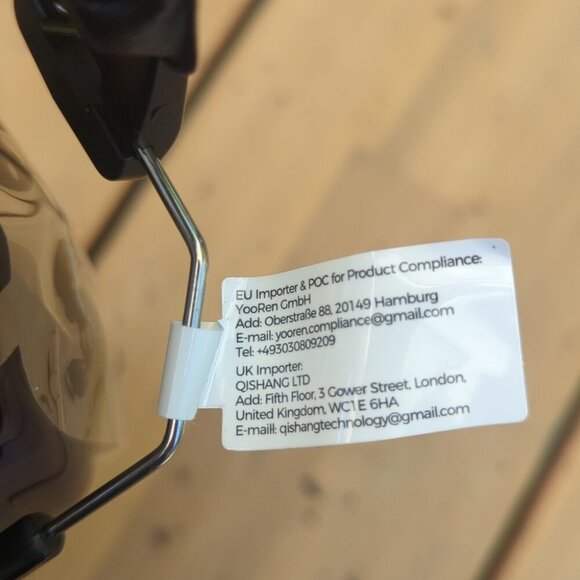 EU Importer & POC for Product Compliance:
YooRen GmbH
Add: Oberstraße 88, 20149 Hamburg
E-mail: yooren.compliance@gmail.com
Tel: +493030809209
UK Importer:
QISHANG LTD
Add: Fifth Floor, 3 Gower Street, London,
United Kingdom, WC1E 6HA
E-mail: qishangtechnology@gmail.com